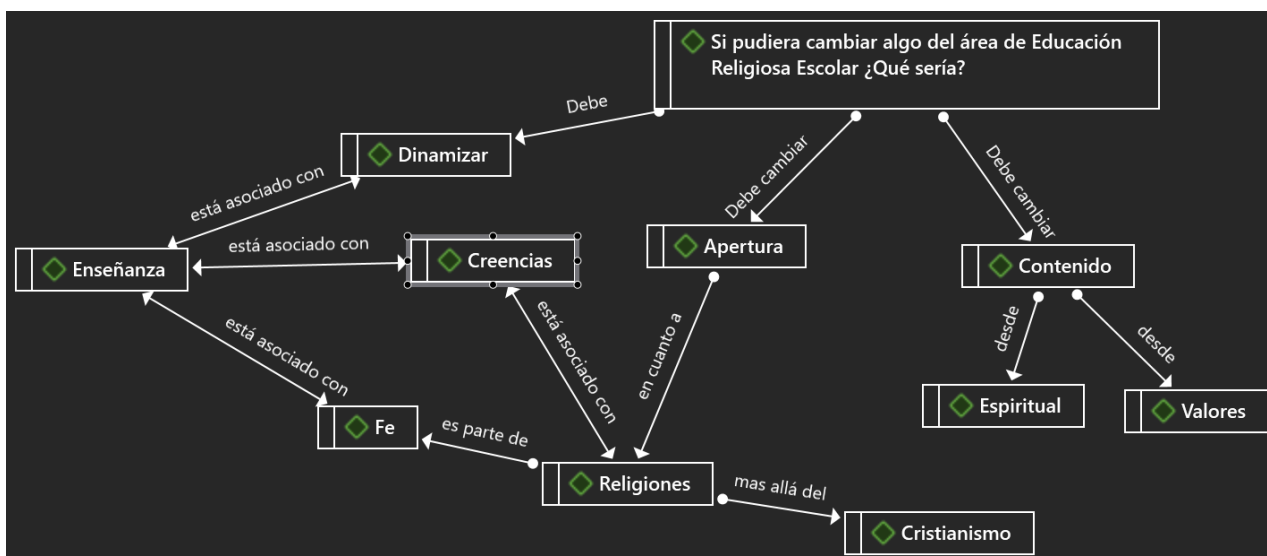 Si pudiera cambiar algo del área de Educación
Religiosa Escolar ¿Qué sería?
Debe
Dinamizar
Debe cambiar
Debe cambiar
está asociado con
Apertura
está asociado con
Creencias
Enseñanza
Contenido
está asociado con
está asociado con
en cuanto a
desde
desde
Espiritual
Valores
Fe
es parte de
Religiones
mas allá del
Cristianismo